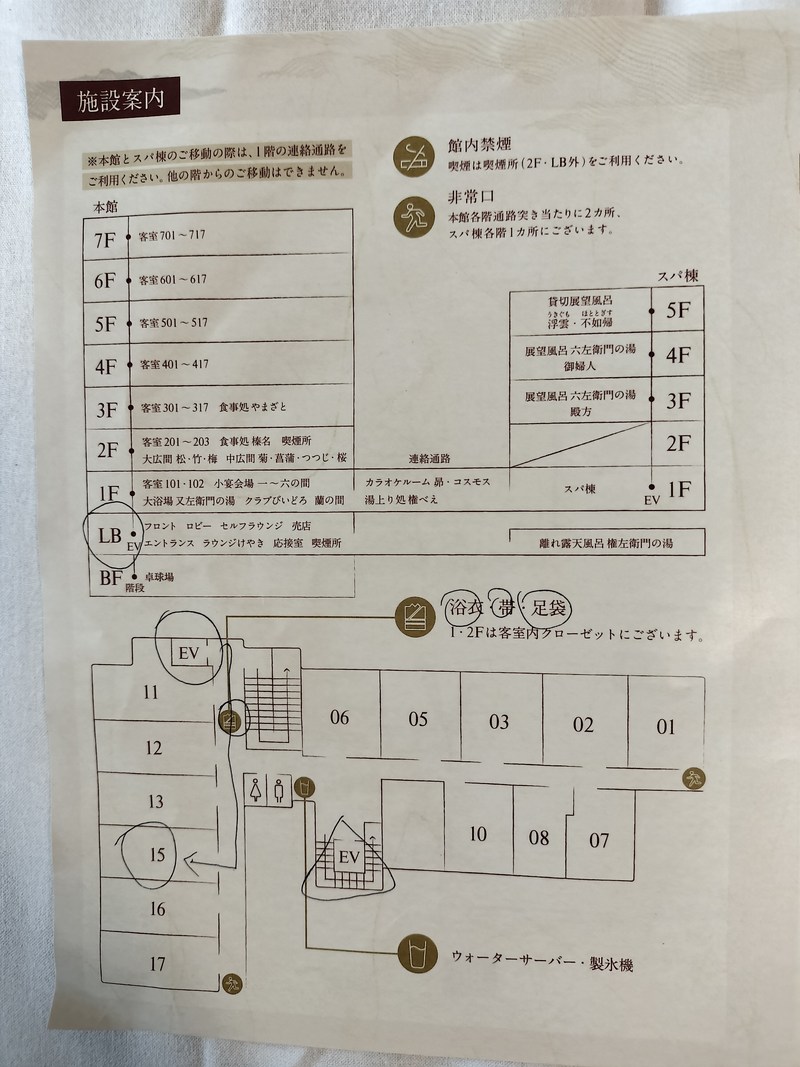 施設案内
※本館とスパ棟のご移動の際は、1階の連絡通路を
ご利用ください。他の階からのご移動はできません。
館内禁煙
喫煙は喫煙所(2F・LB外)をご利用ください。
非常口
本館各階通路突き当たりに2カ所、
スパ棟各階1カ所にございます。
本館
7F 客室701～717
6F 客室601～617
5F 客室501～517
4F 客室401～417
3F 客室301～317 食事処 やまざと
2F 客室201～203 食事処 榛名 喫煙所
大広間 松・竹・梅 中広間 菊・菖蒲・つつじ・桜
1F 客室101・102 小宴会場 一～六の間
大浴場 又左衛門の湯 クラブびいどろ 蘭の間
LB フロント ロビー セルフラウンジ 売店
EV エントランス ラウンジけやき 応接室 喫煙所
BF 卓球場
階段
連絡通路
カラオケルーム 昴・コスモス
湯上り処 権べえ
スパ棟
貸切展望風呂
うきぐも ほととぎす
浮雲・不如帰
5F
展望風呂 六左衛門の湯
御婦人
4F
展望風呂 六左衛門の湯
殿方
3F
2F
スパ棟
EV
1F
離れ露天風呂 権左衛門の湯
浴衣・帯・足袋
1・2Fは客室内クローゼットにございます。
EV
11
12
13
15
16
17
06
05
03
02
01
EV
10
08
07
ウォーターサーバー・製氷機